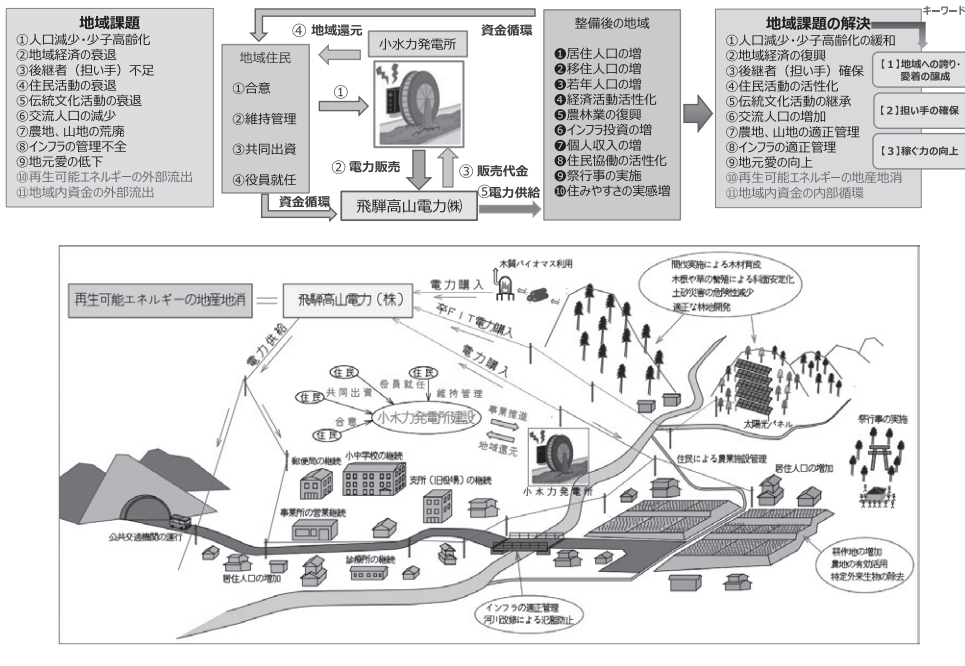 地域課題
①人口減少・少子高齢化
②地域経済の衰退
③後継者（担い手）不足
④住民活動の衰退
⑤伝統文化活動の衰退
⑥交流人口の減少
⑦農地、山地の荒廃
⑧インフラの管理不全
⑨地元愛の低下
⑩再生可能エネルギーの外部流出
⑪地域内資金の外部流出
④ 地域還元
資金循環
地域住民
①合意
②維持管理
③共同出資
④役員就任
①
小水力発電所
② 電力販売
③ 販売代金
資金循環
飛騨高山電力㈱
⑤電力供給
整備後の地域
❶居住人口の増
❷移住人口の増
❸若年人口の増
❹経済活動活性化
❺農林業の復興
❻インフラ投資の増
❼個人収入の増
❽住民協働の活性化
❾祭行事の実施
❿住みやすさの実感増
地域課題の解決
①人口減少・少子高齢化の緩和
②地域経済の復興
③後継者（担い手）確保
④住民活動の活性化
⑤伝統文化活動の継承
⑥交流人口の増加
⑦農地、山地の適正管理
⑧インフラの適正管理
⑨地元愛の向上
⑩再生可能エネルギーの地産地消
⑪地域内資金の内部循環
キーワード
【1】地域への誇り・
愛着の醸成
【2】担い手の確保
【3】稼ぐ力の向上
再生可能エネルギーの地産地消
飛騨高山電力（株）
電力購入
木質バイオマス利用
卒FIT電力購入
電力購入
電力供給
間伐実施による木材育成
木根や草の繁殖による斜面安定化
土砂災害の危険性減少
適正な林地開発
住民
住民
住民
住民
共同出資
役員就任
維持管理
合意
小水力発電所建設
事業推進
地域還元
小水力発電所
太陽光パネル
祭行事の実施
住民による農業施設管理
居住人口の増加
郵便局の継続
小中学校の継続
支所（旧役場）の継続
事業所の営業継続
公共交通機関の運行
診療所の継続
居住人口の増加
耕作地の増加
農地の有効活用
特定外来生物の除去
インフラの適正管理
河川改修による氾濫防止